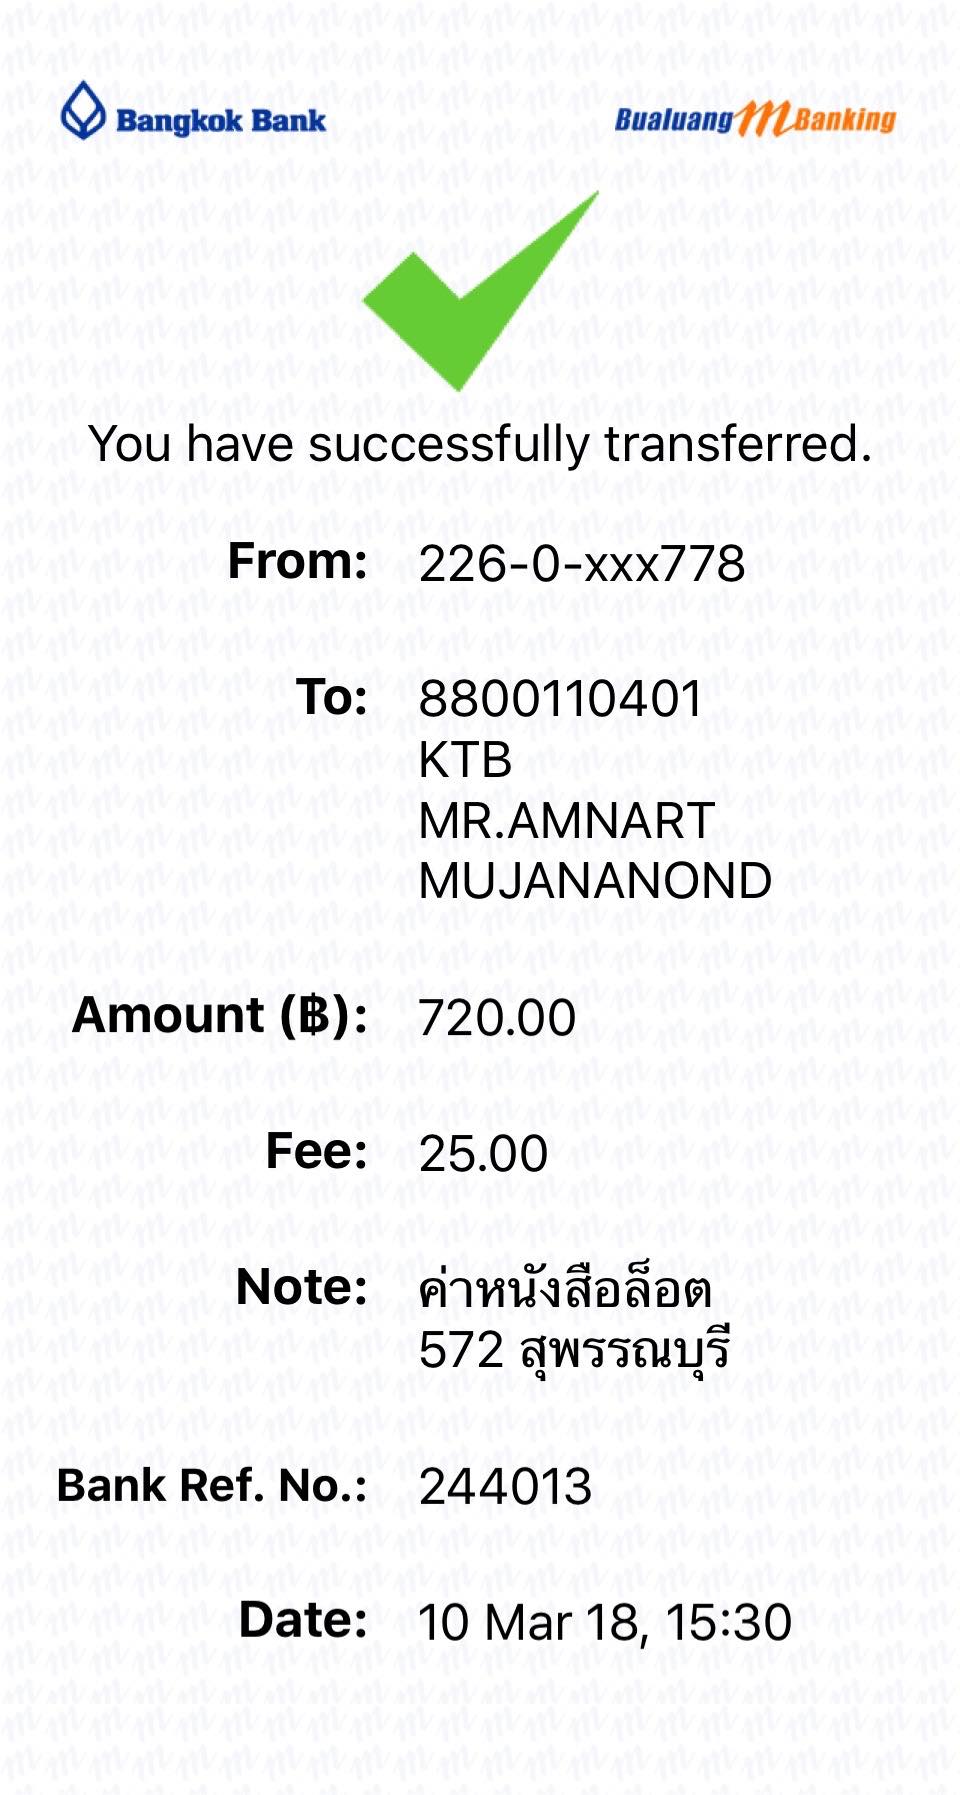 Bangkok Bank
Bualuang mBanking
You have successfully transferred.
From: 226-0-xxx778
To: 8800110401
KTB
MR.AMNART
MUJANANOND
Amount (฿): 720.00
Fee: 25.00
Note: ค่าหนังสือล็อต
572 สุพรรณบุรี
Bank Ref. No.: 244013
Date: 10 Mar 18, 15:30